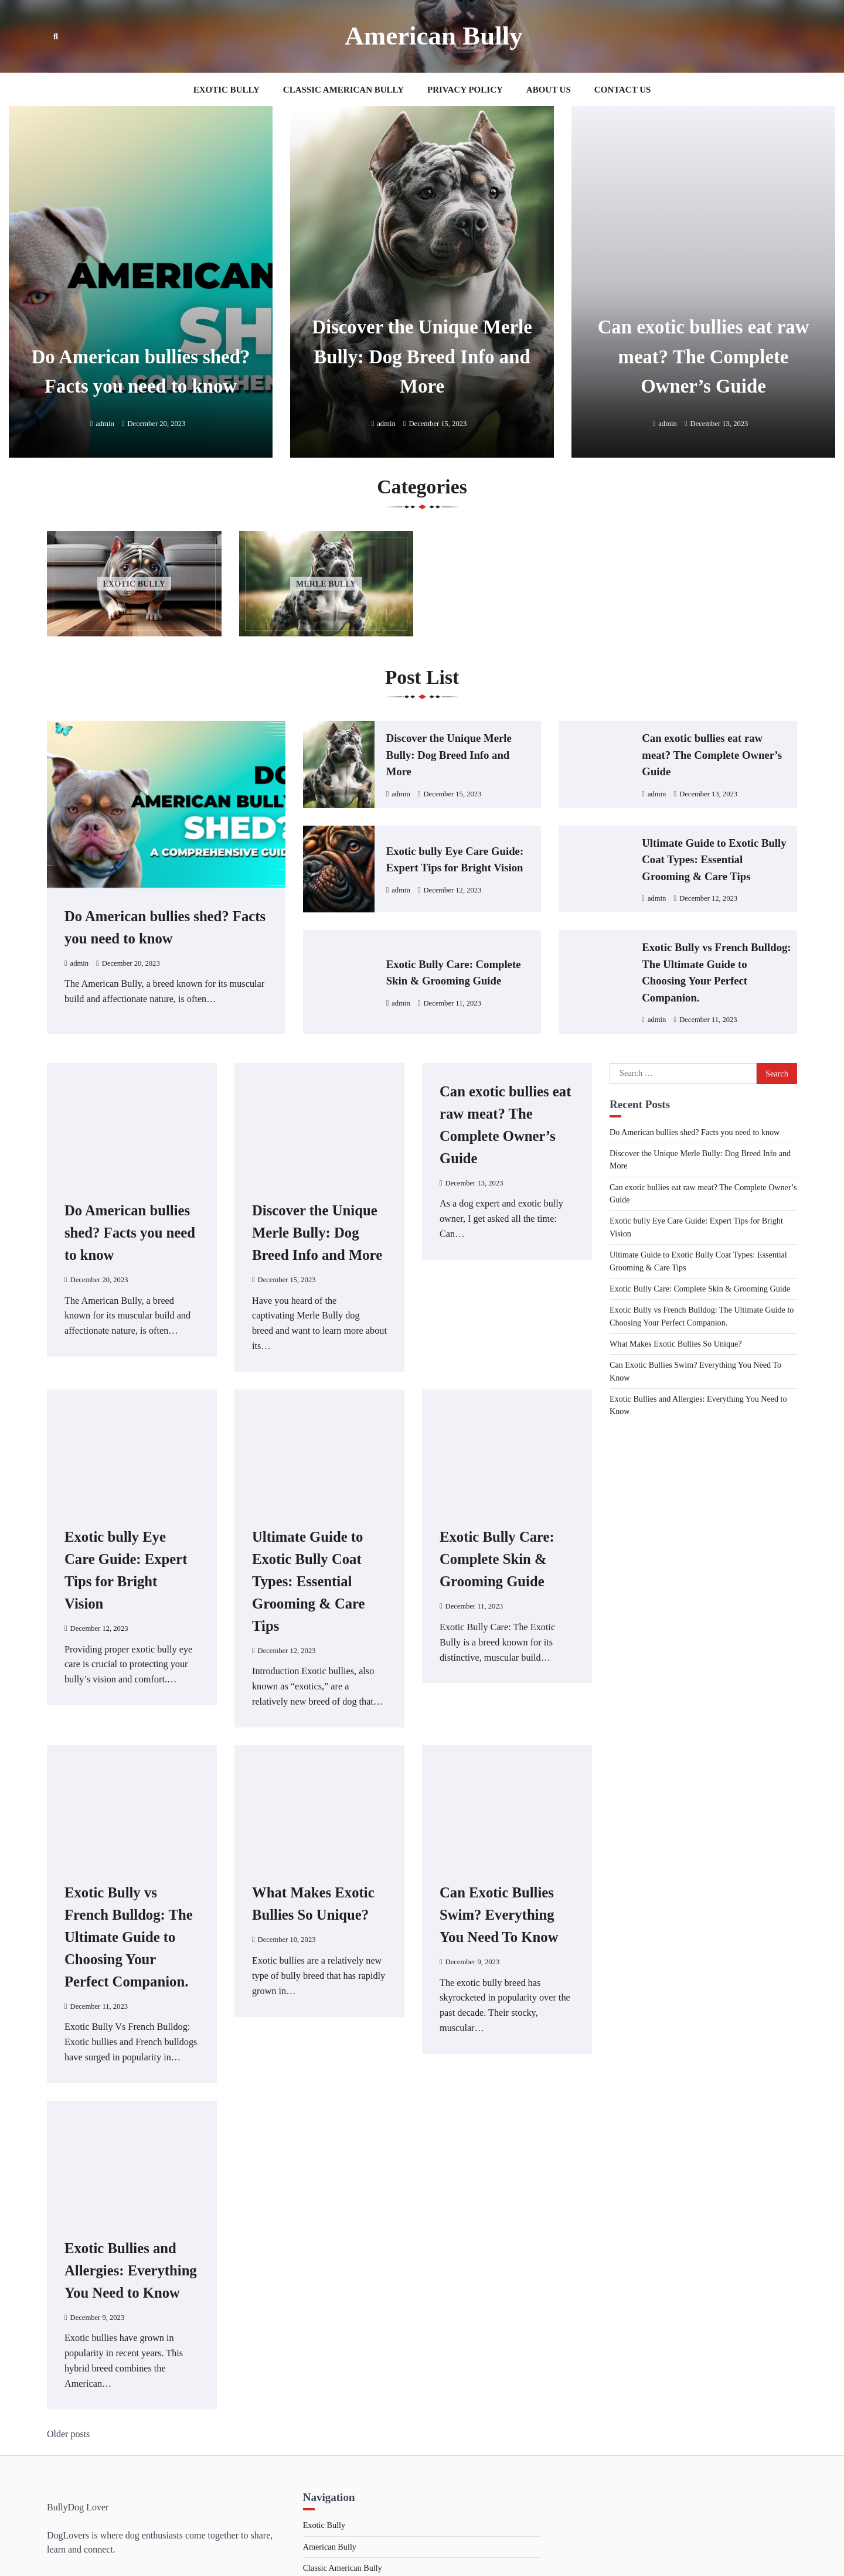 American Bully
EXOTIC BULLY
CLASSIC AMERICAN BULLY
PRIVACY POLICY
ABOUT US
CONTACT US
AMERICAN
SH
A COMPREHEN
Do American bullies shed?
Facts you need to know
admin
December 20, 2023
Discover the Unique Merle
Bully: Dog Breed Info and
More
admin
December 15, 2023
Can exotic bullies eat raw
meat? The Complete
Owner’s Guide
admin
December 13, 2023
Categories
EXOTIC BULLY
MERLE BULLY
Post List
DO
AMERICAN BULLY
SHED?
A COMPREHENSIVE GUID
Do American bullies shed? Facts
you need to know
admin
December 20, 2023
The American Bully, a breed known for its muscular
build and affectionate nature, is often…
Discover the Unique Merle
Bully: Dog Breed Info and
More
admin
December 15, 2023
Can exotic bullies eat raw
meat? The Complete Owner’s
Guide
admin
December 13, 2023
Exotic bully Eye Care Guide:
Expert Tips for Bright Vision
admin
December 12, 2023
Ultimate Guide to Exotic Bully
Coat Types: Essential
Grooming & Care Tips
admin
December 12, 2023
Exotic Bully Care: Complete
Skin & Grooming Guide
admin
December 11, 2023
Exotic Bully vs French Bulldog:
The Ultimate Guide to
Choosing Your Perfect
Companion.
admin
December 11, 2023
Do American bullies
shed? Facts you need
to know
December 20, 2023
The American Bully, a breed
known for its muscular build and
affectionate nature, is often…
Discover the Unique
Merle Bully: Dog
Breed Info and More
December 15, 2023
Have you heard of the
captivating Merle Bully dog
breed and want to learn more about
its…
Can exotic bullies eat
raw meat? The
Complete Owner’s
Guide
December 13, 2023
As a dog expert and exotic bully
owner, I get asked all the time:
Can…
Search …
Search
Recent Posts
Do American bullies shed? Facts you need to know
Discover the Unique Merle Bully: Dog Breed Info and
More
Can exotic bullies eat raw meat? The Complete Owner’s
Guide
Exotic bully Eye Care Guide: Expert Tips for Bright
Vision
Ultimate Guide to Exotic Bully Coat Types: Essential
Grooming & Care Tips
Exotic Bully Care: Complete Skin & Grooming Guide
Exotic Bully vs French Bulldog: The Ultimate Guide to
Choosing Your Perfect Companion.
What Makes Exotic Bullies So Unique?
Can Exotic Bullies Swim? Everything You Need To
Know
Exotic Bullies and Allergies: Everything You Need to
Know
Exotic bully Eye
Care Guide: Expert
Tips for Bright
Vision
December 12, 2023
Providing proper exotic bully eye
care is crucial to protecting your
bully’s vision and comfort.…
Ultimate Guide to
Exotic Bully Coat
Types: Essential
Grooming & Care
Tips
December 12, 2023
Introduction Exotic bullies, also
known as “exotics,” are a
relatively new breed of dog that…
Exotic Bully Care:
Complete Skin &
Grooming Guide
December 11, 2023
Exotic Bully Care: The Exotic
Bully is a breed known for its
distinctive, muscular build…
Exotic Bully vs
French Bulldog: The
Ultimate Guide to
Choosing Your
Perfect Companion.
December 11, 2023
Exotic Bully Vs French Bulldog:
Exotic bullies and French bulldogs
have surged in popularity in…
What Makes Exotic
Bullies So Unique?
December 10, 2023
Exotic bullies are a relatively new
type of bully breed that has rapidly
grown in…
Can Exotic Bullies
Swim? Everything
You Need To Know
December 9, 2023
The exotic bully breed has
skyrocketed in popularity over the
past decade. Their stocky,
muscular…
Exotic Bullies and
Allergies: Everything
You Need to Know
December 9, 2023
Exotic bullies have grown in
popularity in recent years. This
hybrid breed combines the
American…
Older posts
BullyDog Lover
DogLovers is where dog enthusiasts come together to share,
learn and connect.
Navigation
Exotic Bully
American Bully
Classic American Bully